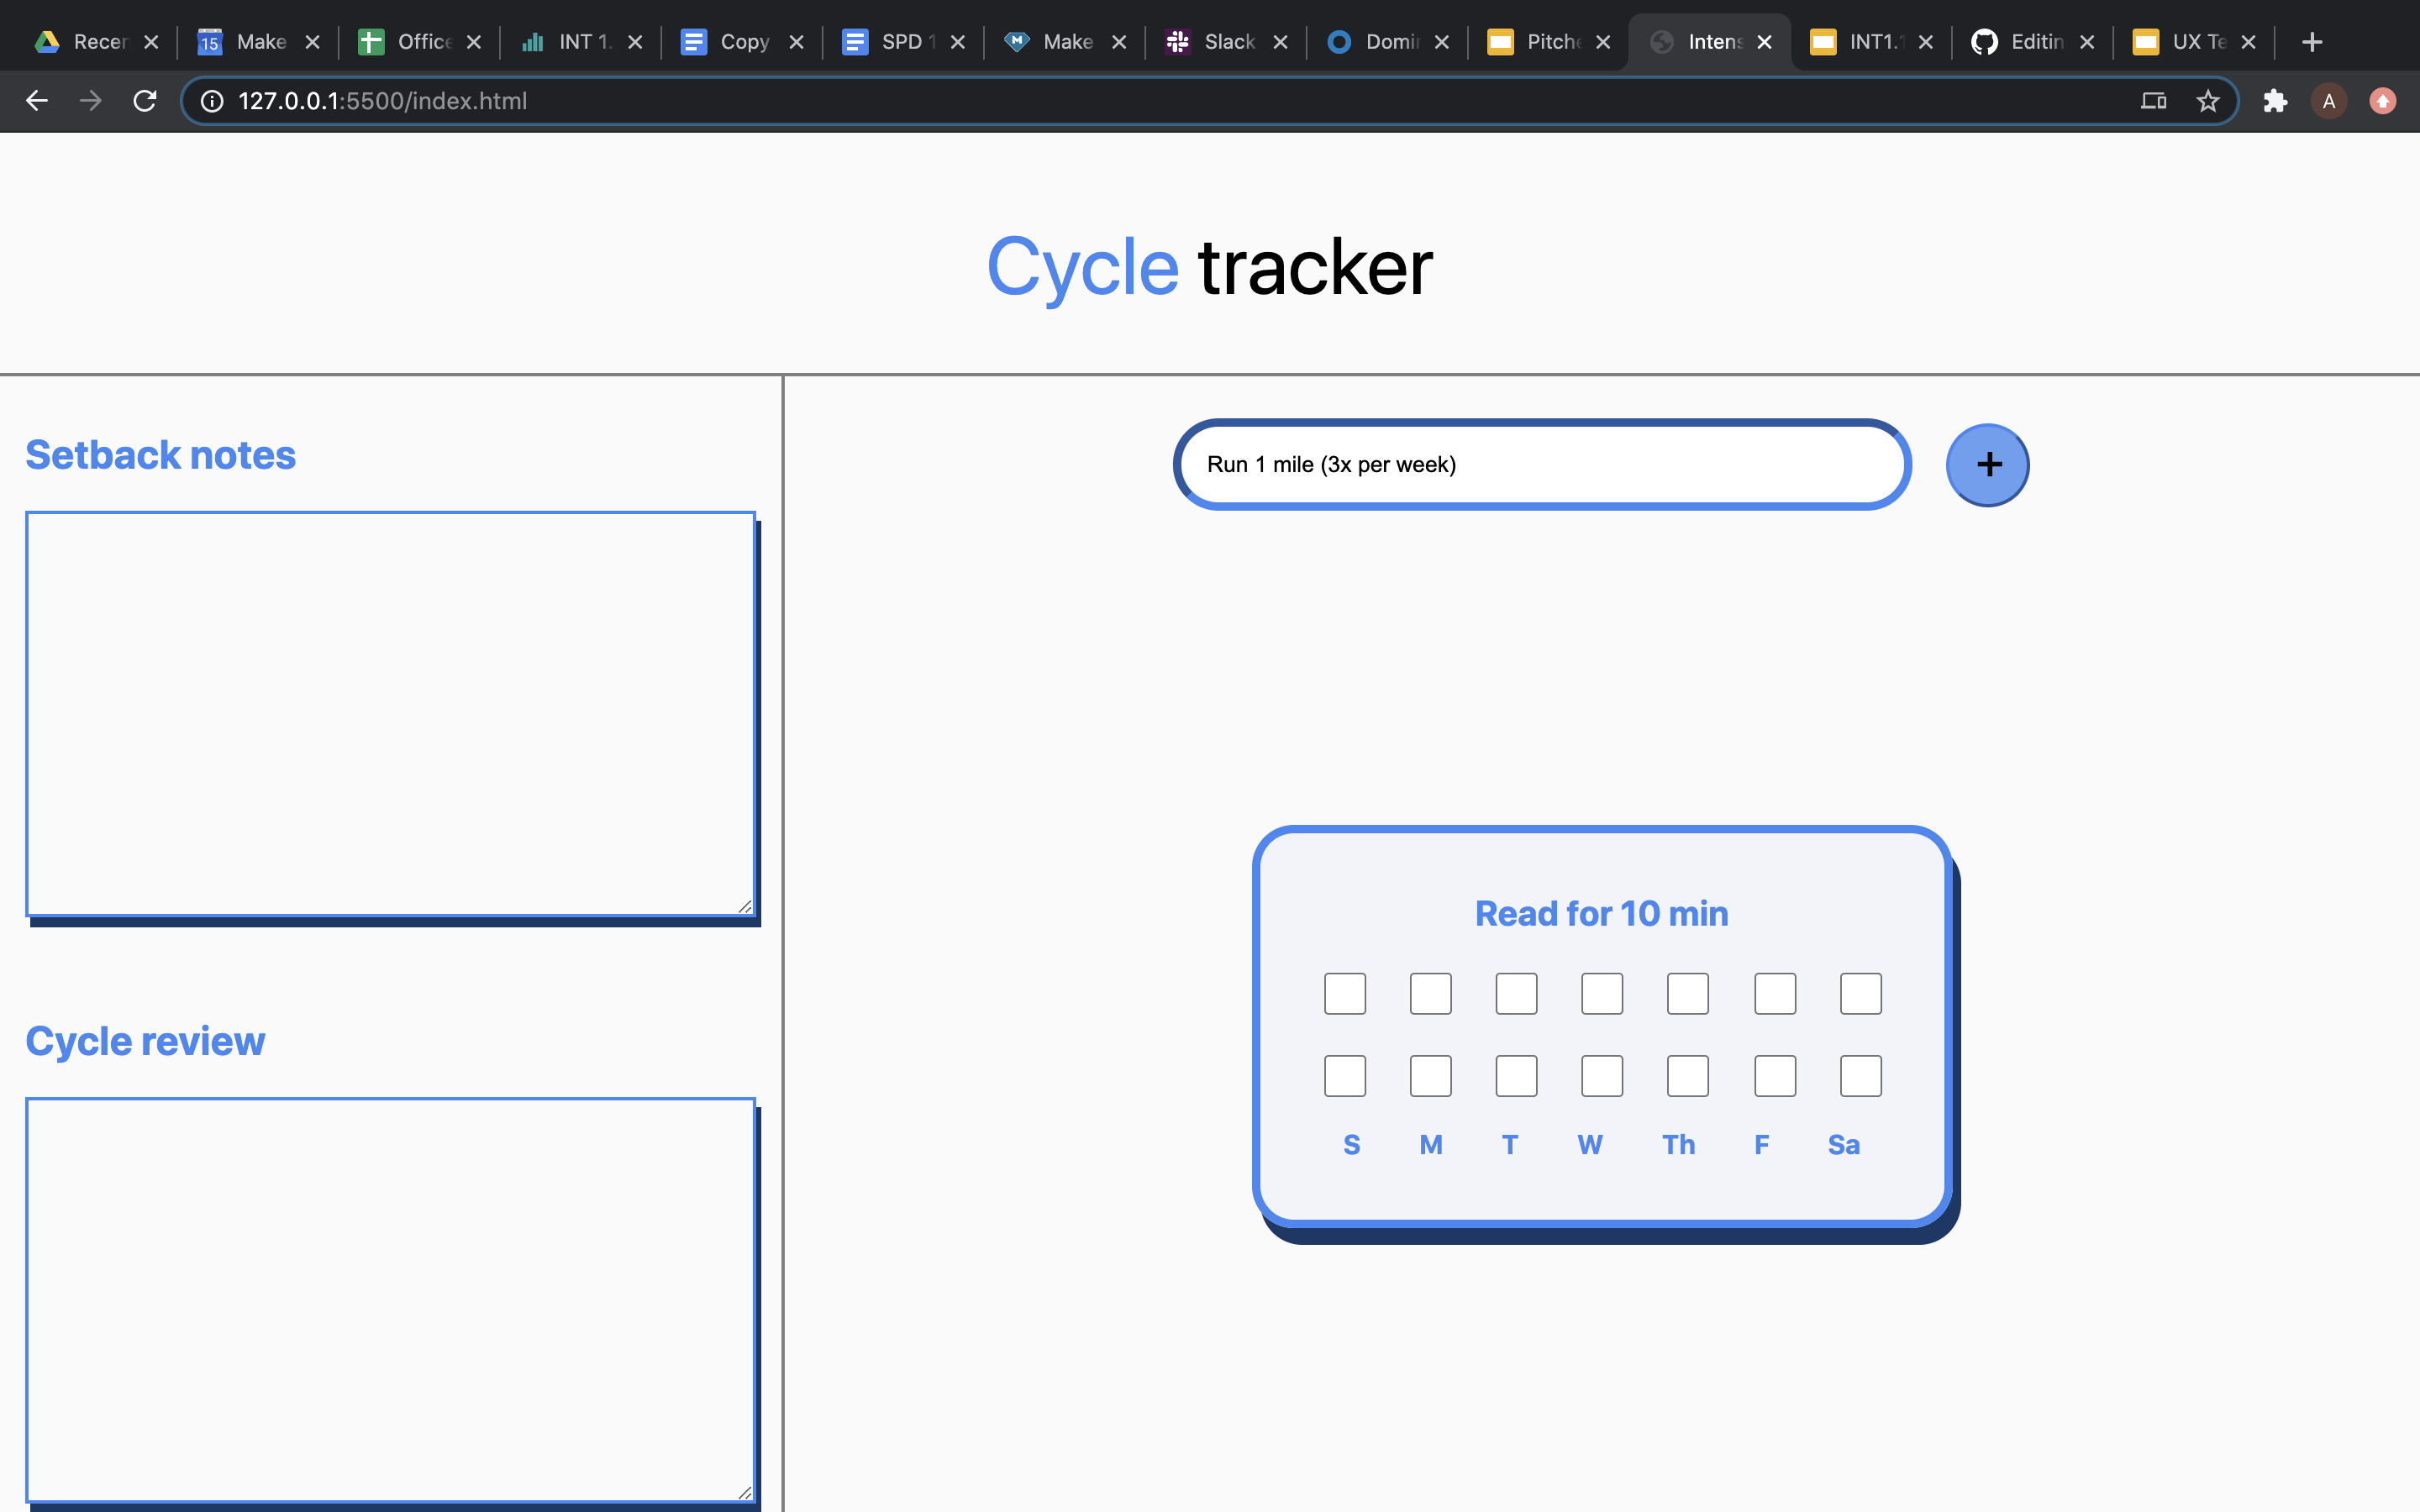 Recen 15 Make Office INT 1. Copy SPD 1 Make Slack Domi Pitche Intens INT1.1 Editin UX Te
127.0.0.1:5500/index.html A
Cycle tracker
Setback notes
Run 1 mile (3x per week)
+
Read for 10 min
S M T W Th F Sa
Cycle review